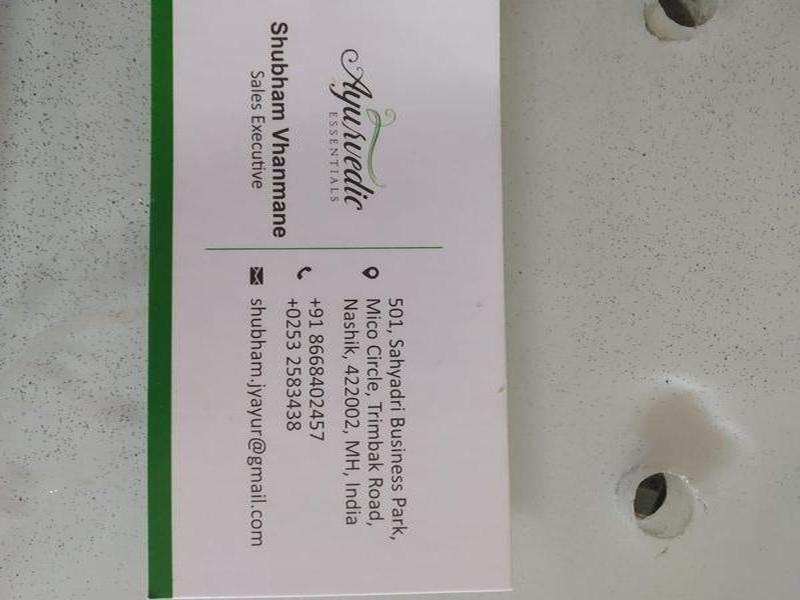 Ayurvedic
ESSENTIALS
Shubham Vhanmane
Sales Executive
501, Sahyadri Business Park,
Mico Circle, Trimbak Road,
Nashik, 422002, MH, India
+91 8668402457
+0253 2583438
shubham.jyayur@gmail.com